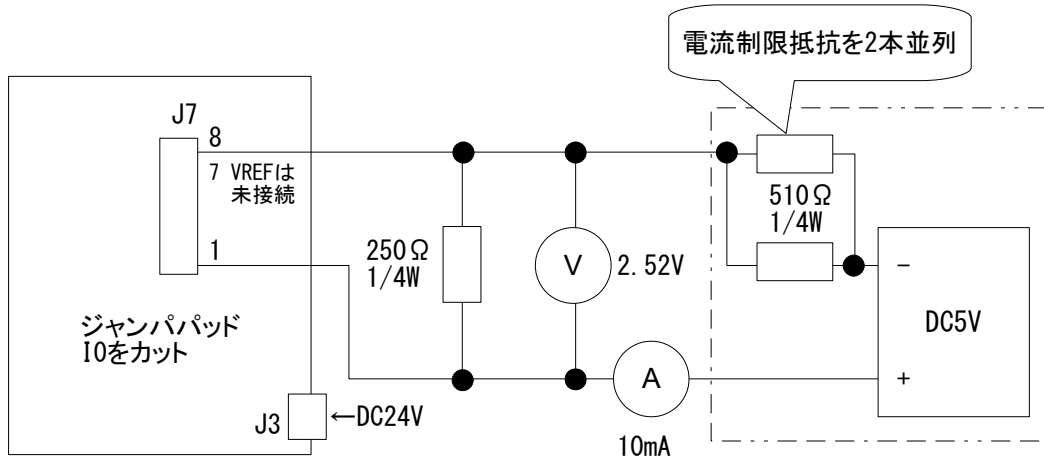 電流制限抵抗を2本並列
J7
8
7 VREFは
未接続
1
250Ω
1/4W
V
2.52V
510Ω
1/4W
−
DC5V
+
ジャンパパッド
I0をカット
A
J3
←DC24V
10mA